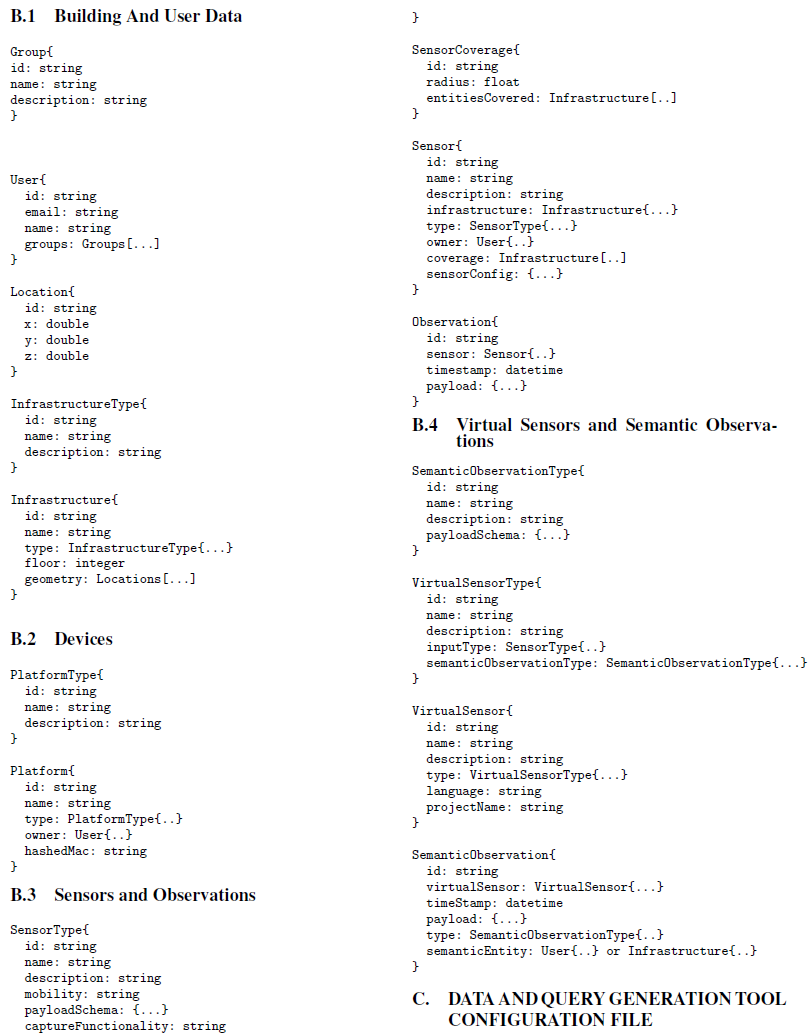 B.1 Building And User Data
Group{
id: string
name: string
description: string
}
User{
id: string
email: string
name: string
groups: Groups[...]
}
Location{
id: string
x: double
y: double
z: double
}
InfrastructureType{
id: string
name: string
description: string
}
Infrastructure{
id: string
name: string
type: InfrastructureType{...}
floor: integer
geometry: Locations[...]
}
B.2 Devices
PlatformType{
id: string
name: string
description: string
}
Platform{
id: string
name: string
type: PlatformType{..}
owner: User{..}
hashedMac: string
}
B.3 Sensors and Observations
SensorType{
id: string
name: string
description: string
mobility: string
payloadSchema: {...}
captureFunctionality: string
}
SensorCoverage{
id: string
radius: float
entitiesCovered: Infrastructure[..]
}
Sensor{
id: string
name: string
description: string
infrastructure: Infrastructure{...}
type: SensorType{...}
owner: User{..}
coverage: Infrastructure[..]
sensorConfig: {...}
}
Observation{
id: string
sensor: Sensor{..}
timestamp: datetime
payload: {...}
}
B.4 Virtual Sensors and Semantic Observa-
tions
SemanticObservationType{
id: string
name: string
description: string
payloadSchema: {...}
}
VirtualSensorType{
id: string
name: string
description: string
inputType: SensorType{..}
semanticObservationType: SemanticObservationType{...}
}
VirtualSensor{
id: string
name: string
description: string
type: VirtualSensorType{...}
language: string
projectName: string
}
SemanticObservation{
id: string
virtualSensor: VirtualSensor{...}
timeStamp: datetime
payload: {...}
type: SemanticObservationType{..}
semanticEntity: User{..} or Infrastructure{..}
}
C. DATA AND QUERY GENERATION TOOL
CONFIGURATION FILE